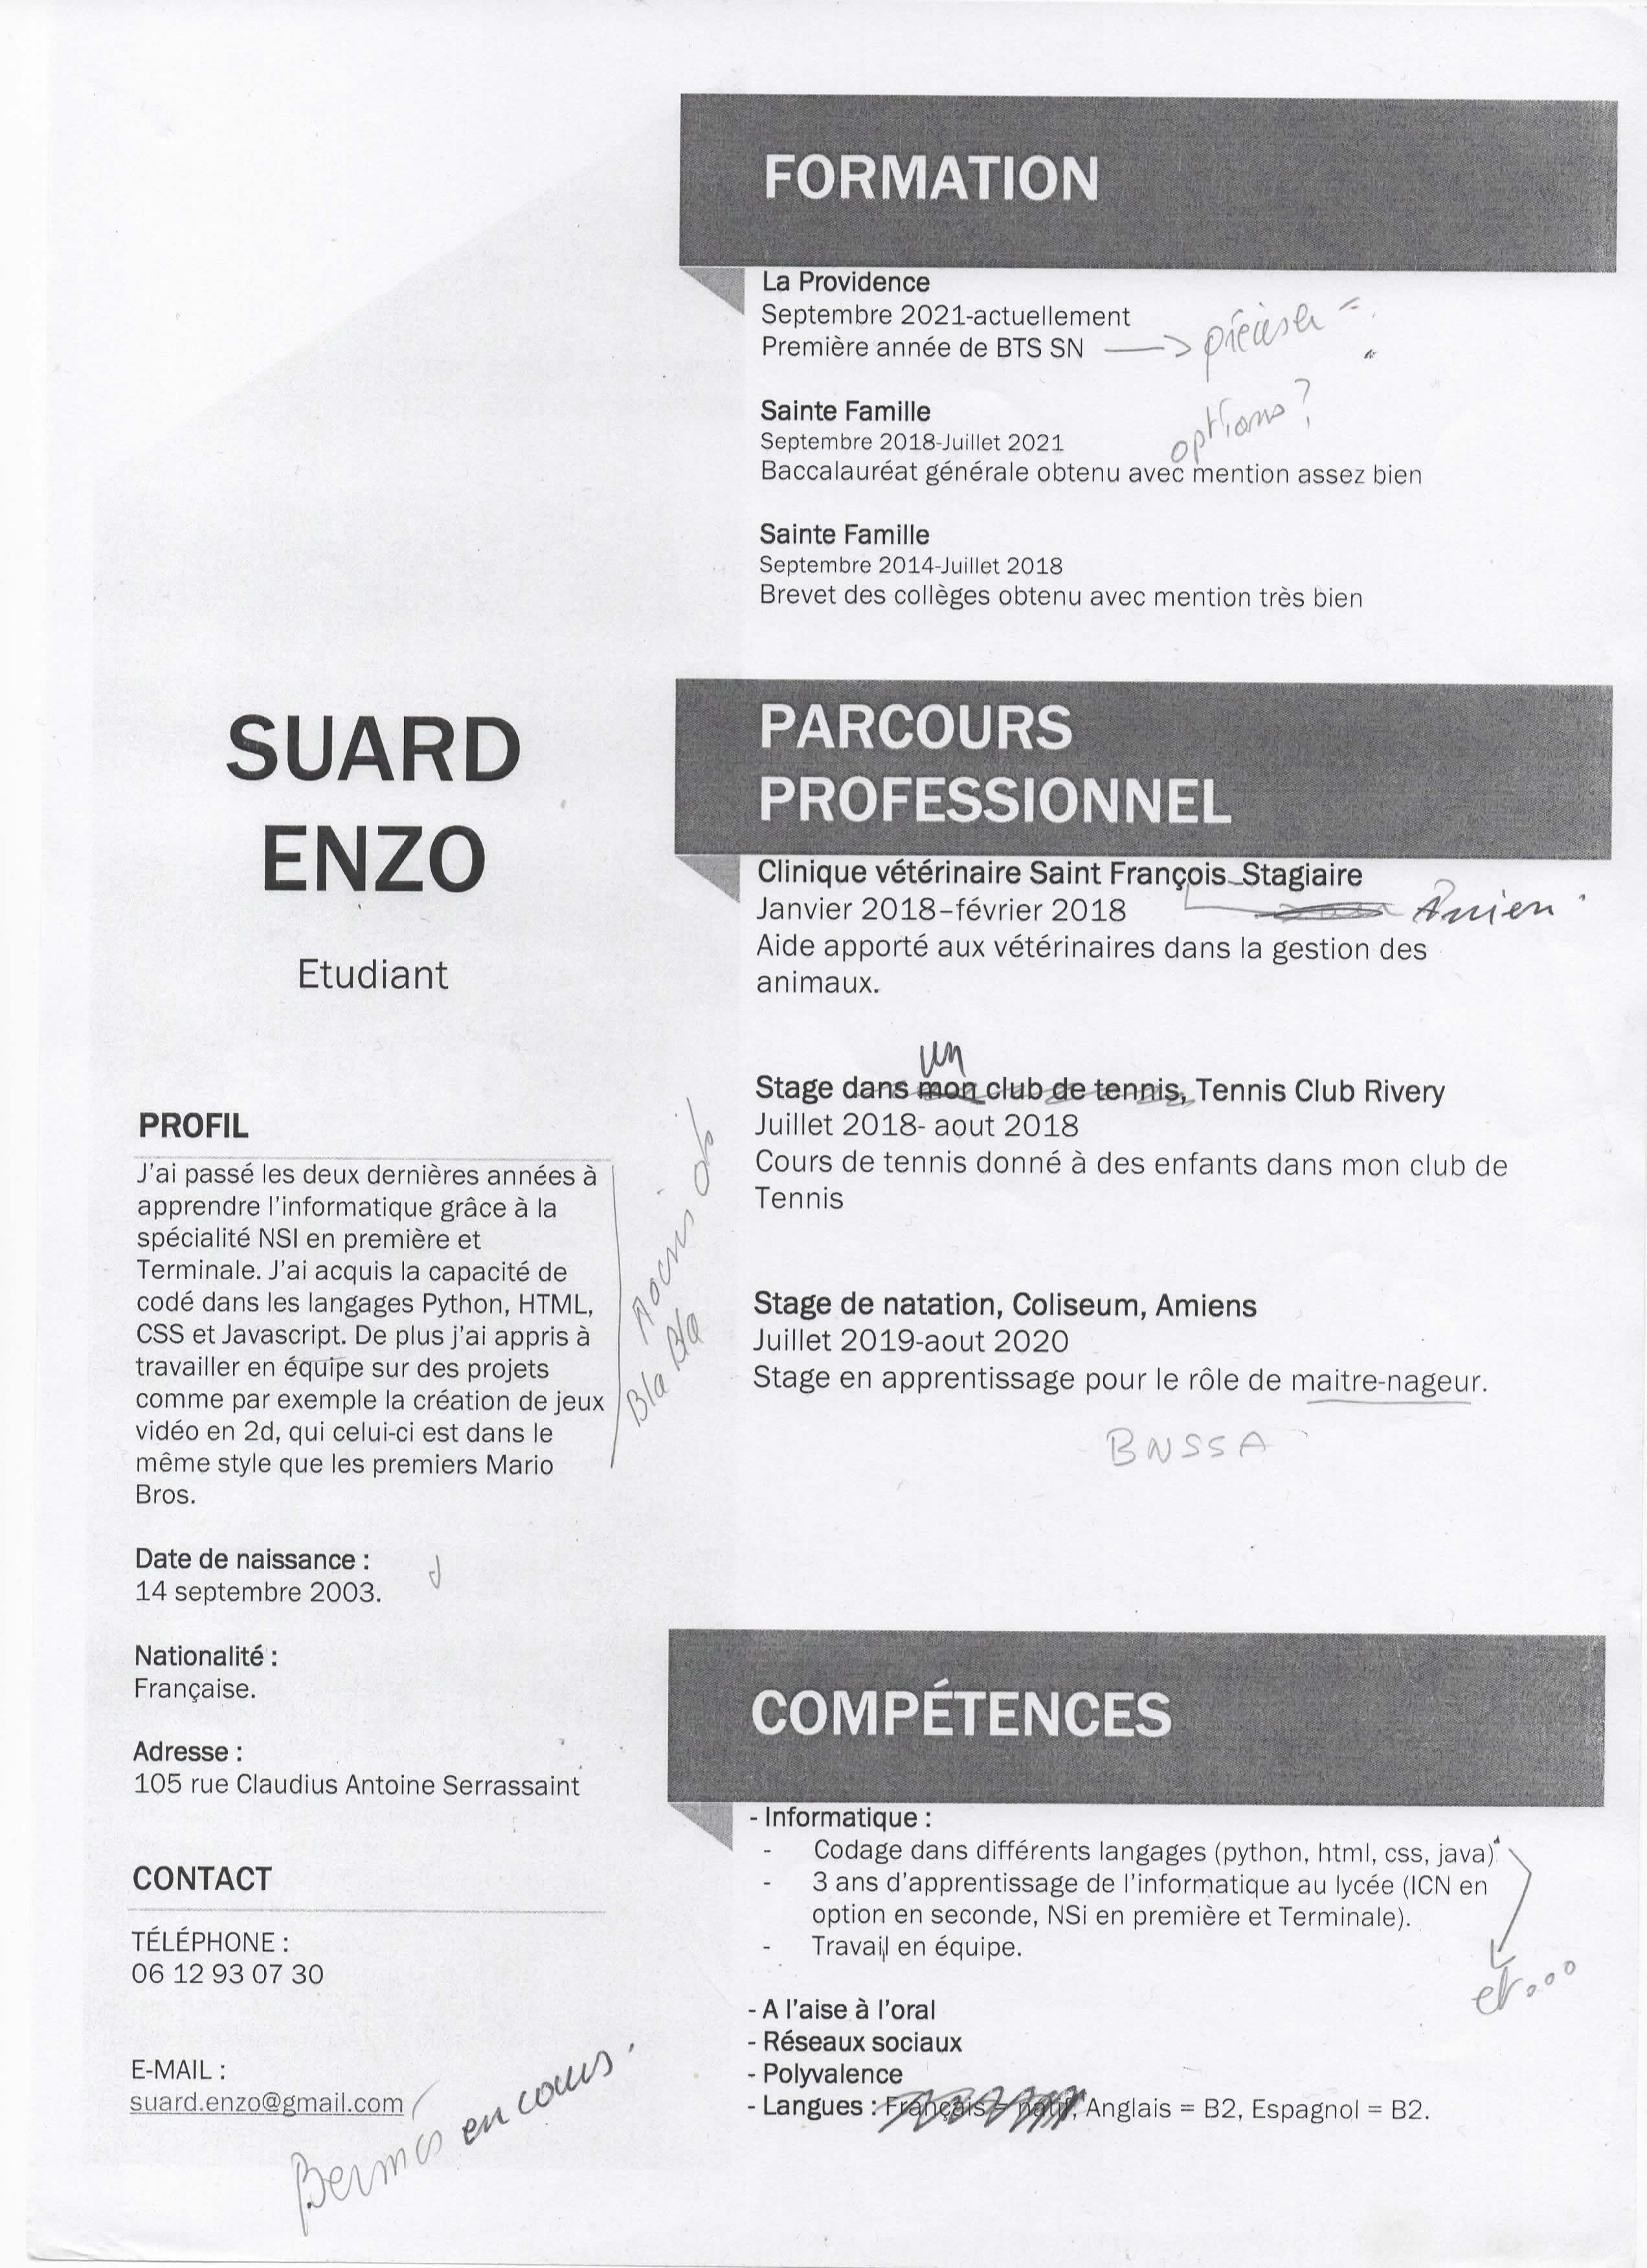 SUARD
ENZO
Etudiant
PROFIL
J'ai passé les deux dernières années à
apprendre l'informatique grâce à la
spécialité NSI en première et
Terminale. J'ai acquis la capacité de
codé dans les langages Python, HTML,
CSS et Javascript. De plus j'ai appris à
travailler en équipe sur des projets
comme par exemple la création de jeux
vidéo en 2d, qui celui-ci est dans le
même style que les premiers Mario
Bros.
Bla Bla
Date de naissance :
14 septembre 2003.
Nationalité :
Française.
Adresse :
105 rue Claudius Antoine Serrassaint
CONTACT
TÉLÉPHONE :
06 12 93 07 30
E-MAIL :
suard.enzo@gmail.com
en cours.
FORMATION
La Providence
Septembre 2021-actuellement
Première année de BTS SN
préciser
Sainte Famille
options ?
Septembre 2018-Juillet 2021
Baccalauréat générale obtenu avec mention assez bien
Sainte Famille
Septembre 2014-Juillet 2018
Brevet des collèges obtenu avec mention très bien
PARCOURS
PROFESSIONNEL
Clinique vétérinaire Saint François Stagiaire
Janvier 2018–février 2018
Aide apporté aux vétérinaires dans la gestion des
animaux.
un
Stage dans mon club de tennis, Tennis Club Rivery
Juillet 2018- aout 2018
Cours de tennis donné à des enfants dans mon club de
Tennis
Stage de natation, Coliseum, Amiens
Juillet 2019-aout 2020
Stage en apprentissage pour le rôle de maitre-nageur.
BNSSA
COMPÉTENCES
- Informatique :
- Codage dans différents langages (python, html, css, java)
- 3 ans d'apprentissage de l'informatique au lycée (ICN en
option en seconde, NSi en première et Terminale).
- Travail en équipe.
et...
- A l'aise à l'oral
- Réseaux sociaux
- Polyvalence
- Langues : Français = natif, Anglais = B2, Espagnol = B2.